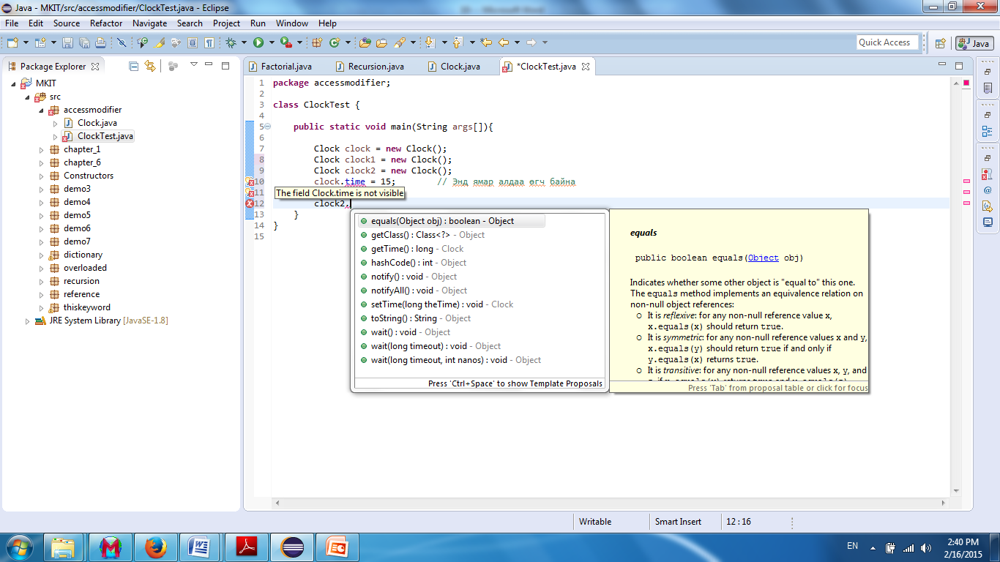 Java - MKIT/src/accessmodifier/ClockTest.java - Eclipse
File Edit Source Refactor Navigate Search Project Run Window Help
Quick Access Java
Package Explorer
Factorial.java Recursion.java Clock.java *ClockTest.java
MKIT
src
accessmodifier
Clock.java
ClockTest.java
chapter_1
chapter_6
Constructors
demo3
demo4
demo5
demo6
demo7
dictionary
overloaded
recursion
reference
thiskeyword
JRE System Library [JavaSE-1.8]
1 package accessmodifier;
2
3 class ClockTest {
4
5 public static void main(String args[]){
6
7 Clock clock = new Clock();
8 Clock clock1 = new Clock();
9 Clock clock2 = new Clock();
10 clock.time = 15; // Энд ямар алдаа өгч байна
11
The field Clock.time is not visible
12 clock2.
13 }
14 }
15
equals(Object obj) : boolean - Object
getClass() : Class<?> - Object
getTime() : long - Clock
hashCode() : int - Object
notify() : void - Object
notifyAll() : void - Object
setTime(long theTime) : void - Clock
toString() : String - Object
wait() : void - Object
wait(long timeout) : void - Object
wait(long timeout, int nanos) : void - Object
Press 'Ctrl+Space' to show Template Proposals
equals
public boolean equals(Object obj)
Indicates whether some other object is "equal to" this one.
The equals method implements an equivalence relation on
non-null object references:
It is reflexive: for any non-null reference value x,
x.equals(x) should return true.
It is symmetric: for any non-null reference values x and y,
x.equals(y) should return true if and only if
y.equals(x) returns true.
It is transitive: for any non-null reference values x, y, and
Press 'Tab' from proposal table or click for focus
Writable Smart Insert 12 : 16
EN
2:40 PM
2/16/2015